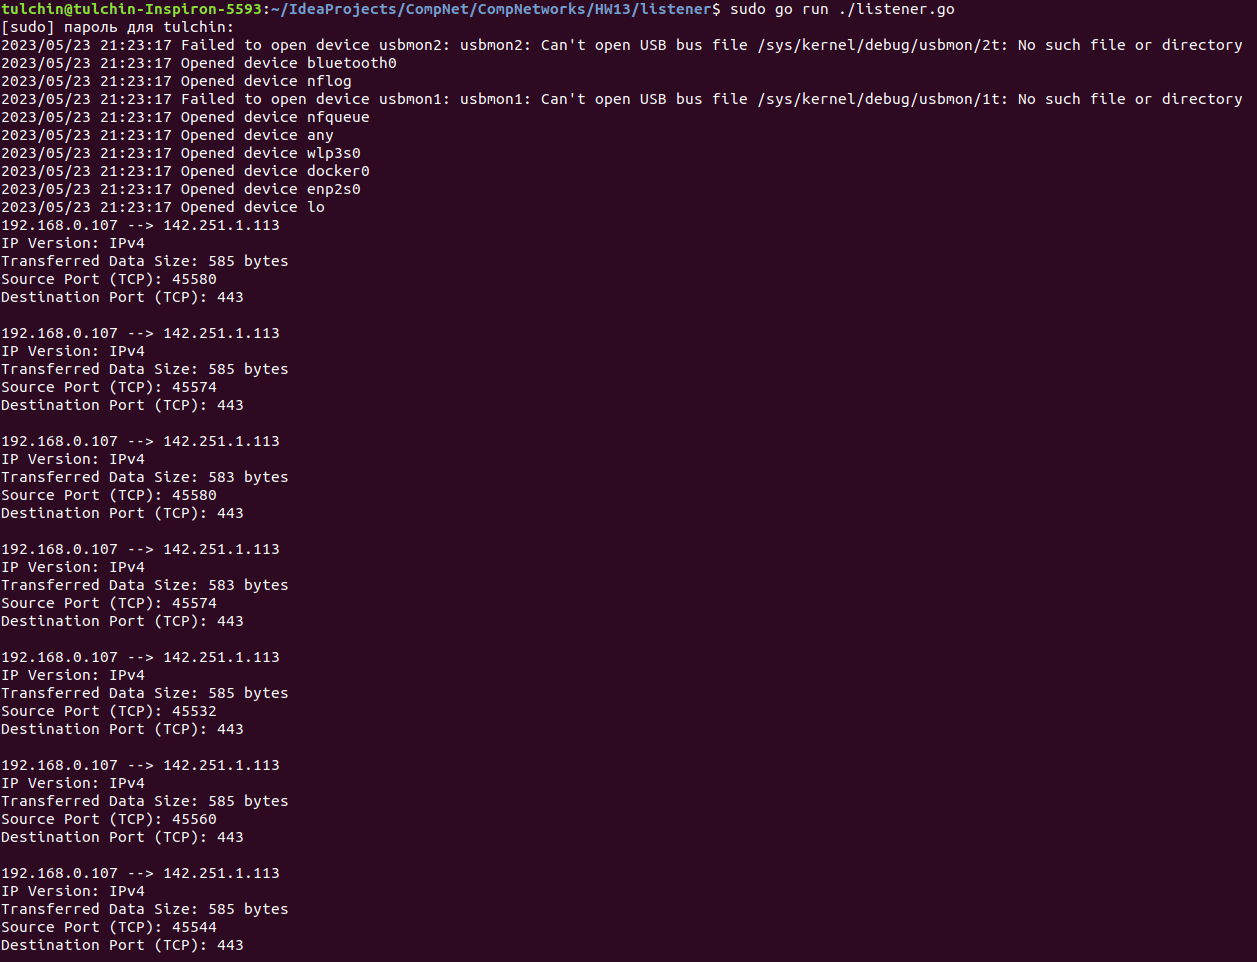 tulchin@tulchin-Inspiron-5593:~/IdeaProjects/CompNet/CompNetworks/HW13/listener$ sudo go run ./listener.go
[sudo] пароль для tulchin:
2023/05/23 21:23:17 Failed to open device usbmon2: usbmon2: Can't open USB bus file /sys/kernel/debug/usbmon/2t: No such file or directory
2023/05/23 21:23:17 Opened device bluetooth0
2023/05/23 21:23:17 Opened device nflog
2023/05/23 21:23:17 Failed to open device usbmon1: usbmon1: Can't open USB bus file /sys/kernel/debug/usbmon/1t: No such file or directory
2023/05/23 21:23:17 Opened device nfqueue
2023/05/23 21:23:17 Opened device any
2023/05/23 21:23:17 Opened device wlp3s0
2023/05/23 21:23:17 Opened device docker0
2023/05/23 21:23:17 Opened device enp2s0
2023/05/23 21:23:17 Opened device lo
192.168.0.107 --> 142.251.1.113
IP Version: IPv4
Transferred Data Size: 585 bytes
Source Port (TCP): 45580
Destination Port (TCP): 443

192.168.0.107 --> 142.251.1.113
IP Version: IPv4
Transferred Data Size: 585 bytes
Source Port (TCP): 45574
Destination Port (TCP): 443

192.168.0.107 --> 142.251.1.113
IP Version: IPv4
Transferred Data Size: 583 bytes
Source Port (TCP): 45580
Destination Port (TCP): 443

192.168.0.107 --> 142.251.1.113
IP Version: IPv4
Transferred Data Size: 583 bytes
Source Port (TCP): 45574
Destination Port (TCP): 443

192.168.0.107 --> 142.251.1.113
IP Version: IPv4
Transferred Data Size: 585 bytes
Source Port (TCP): 45532
Destination Port (TCP): 443

192.168.0.107 --> 142.251.1.113
IP Version: IPv4
Transferred Data Size: 585 bytes
Source Port (TCP): 45560
Destination Port (TCP): 443

192.168.0.107 --> 142.251.1.113
IP Version: IPv4
Transferred Data Size: 585 bytes
Source Port (TCP): 45544
Destination Port (TCP): 443